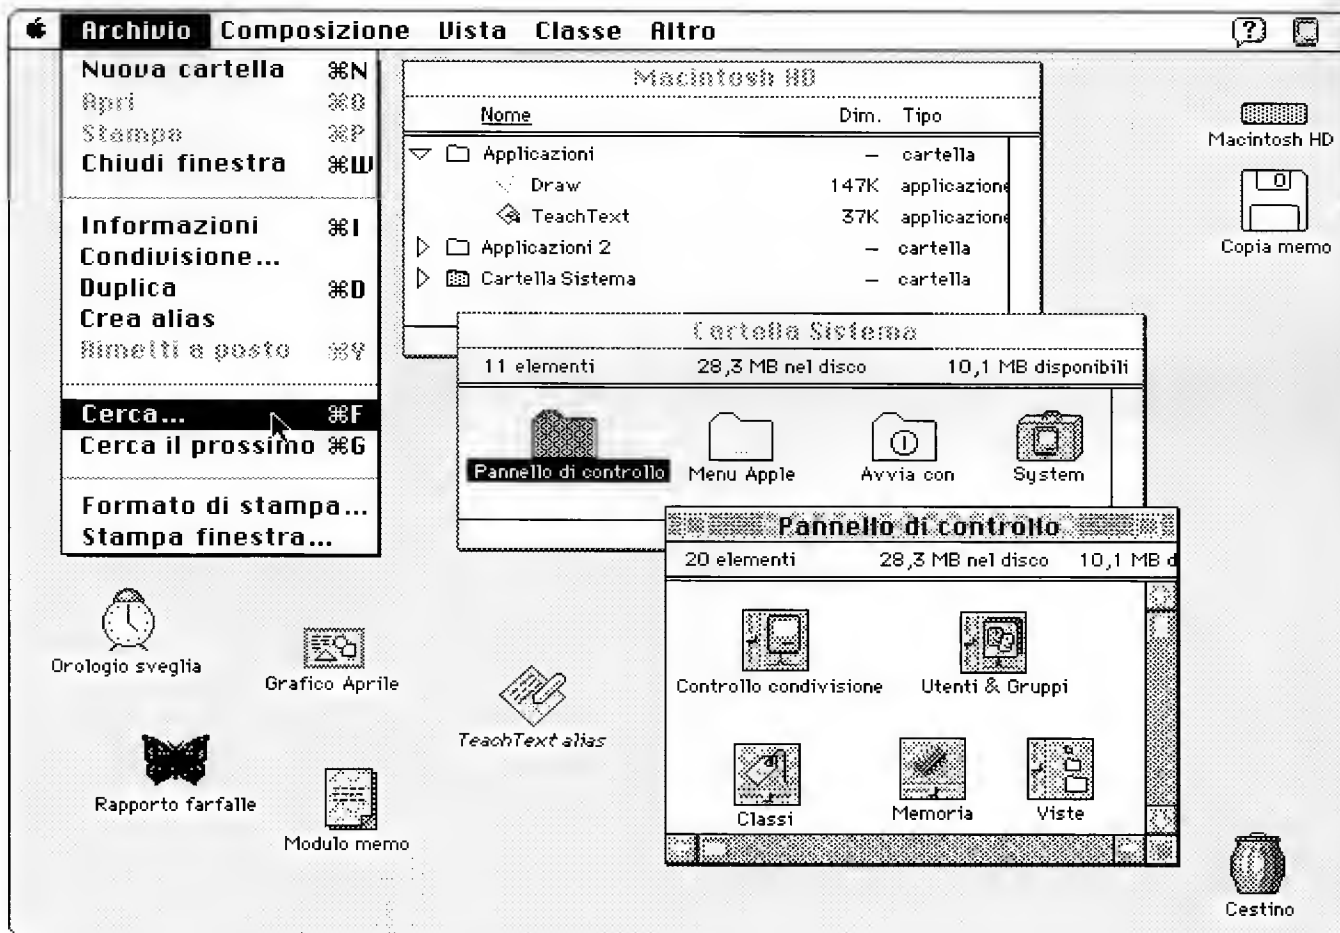 Archivio Composizione Vista Classe Altro
Nuova cartella ⌘N
Apri ⌘O
Stampa ⌘P
Chiudi finestra ⌘W
Informazioni ⌘I
Condivisione...
Duplica ⌘D
Crea alias
Rimetti a posto ⌘Y
Cerca... ⌘F
Cerca il prossimo ⌘G
Formato di stampa...
Stampa finestra...
Macintosh HD
Nome Dim. Tipo
Applicazioni – cartella
Draw 147K applicazione
TeachText 37K applicazione
Applicazioni 2 – cartella
Cartella Sistema – cartella
Cartella Sistema
11 elementi 28,3 MB nel disco 10,1 MB disponibili
Pannello di controllo Menu Apple Avvia con System
Pannello di controllo
20 elementi 28,3 MB nel disco 10,1 MB d
Controllo condivisione Utenti & Gruppi
Classi Memoria Viste
Macintosh HD
Copia memo
Orologio sveglia
Grafico Aprile
TeachText alias
Rapporto farfalle
Modulo memo
Cestino